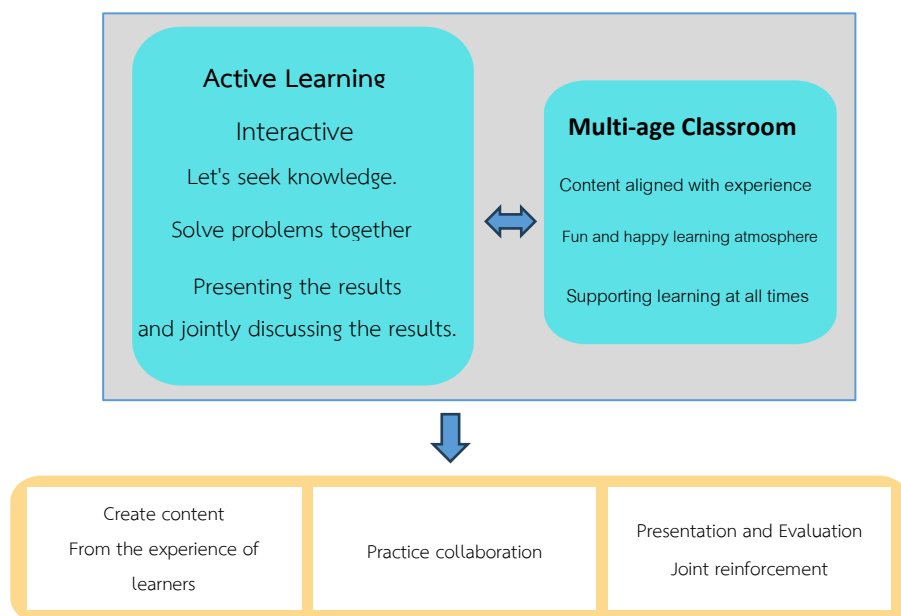 Active Learning
Interactive
Let's seek knowledge.
Solve problems together
Presenting the results
and jointly discussing the results.
Multi-age Classroom
Content aligned with experience
Fun and happy learning atmosphere
Supporting learning at all times
Create content
From the experience of
learners
Practice collaboration
Presentation and Evaluation
Joint reinforcement